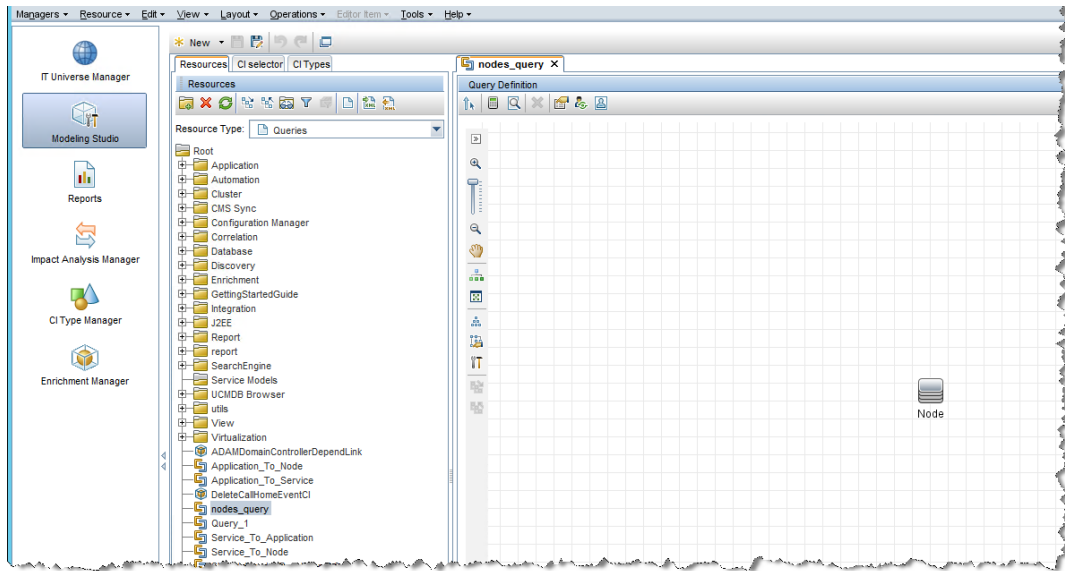 Managers Resource Edit View Layout Operations Editor Item Tools Help
New
Resources CI selector CI Types
nodes_query X
IT Universe Manager
Modeling Studio
Reports
Impact Analysis Manager
CI Type Manager
Enrichment Manager
Resources
Resource Type: Queries
Root
Application
Automation
Cluster
CMS Sync
Configuration Manager
Correlation
Database
Discovery
Enrichment
GettingStartedGuide
Integration
J2EE
Report
report
SearchEngine
Service Models
UCMDB Browser
utils
View
Virtualization
ADAMDomainControllerDependLink
Application_To_Node
Application_To_Service
DeleteCallHomeEventCI
nodes_query
Query_1
Service_To_Application
Service_To_Node
Query Definition
Node